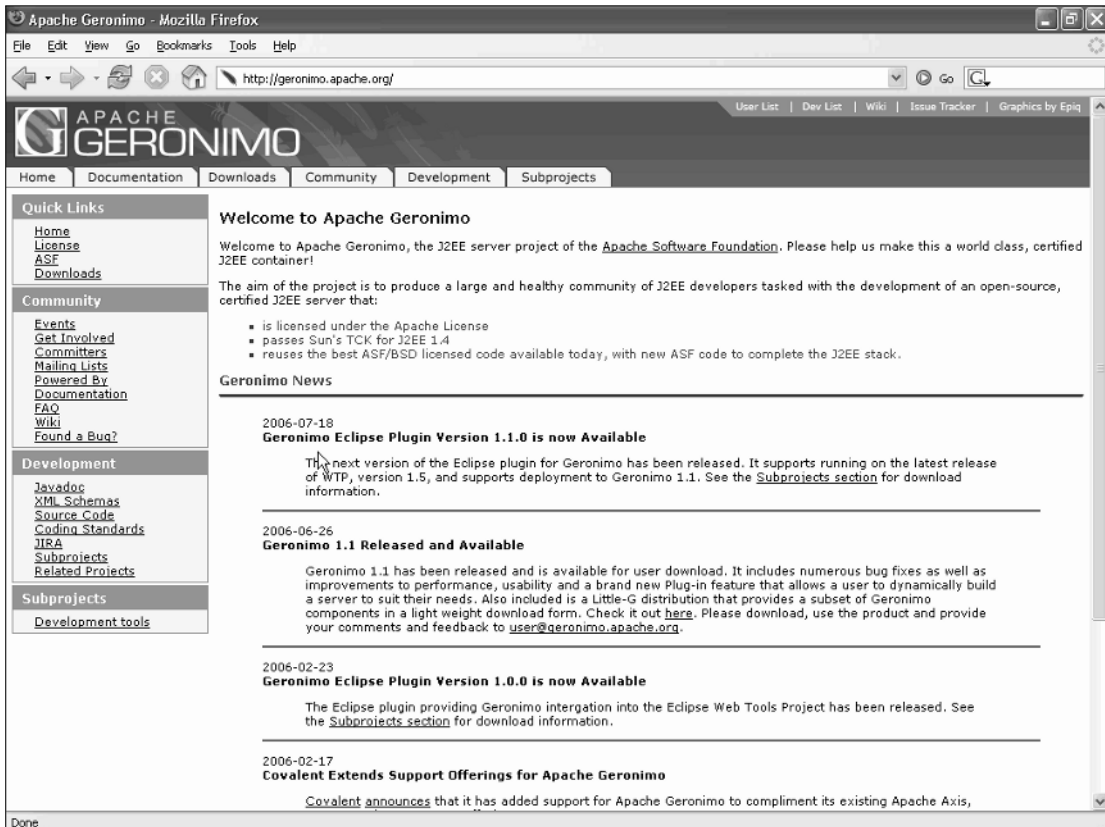 Apache Geronimo - Mozilla Firefox
File Edit View Go Bookmarks Tools Help
http://geronimo.apache.org/
Go
G
User List | Dev List | Wiki | Issue Tracker | Graphics by Epiq
G APACHE
GERONIMO
Home Documentation Downloads Community Development Subprojects
Quick Links
Home
License
ASF
Downloads
Community
Events
Get Involved
Committers
Mailing Lists
Powered By
Documentation
FAQ
Wiki
Found a Bug?
Development
Javadoc
XML Schemas
Source Code
Coding Standards
JIRA
Subprojects
Related Projects
Subprojects
Development tools
Welcome to Apache Geronimo
Welcome to Apache Geronimo, the J2EE server project of the Apache Software Foundation. Please help us make this a world class, certified
J2EE container!
The aim of the project is to produce a large and healthy community of J2EE developers tasked with the development of an open-source,
certified J2EE server that:
▪ is licensed under the Apache License
▪ passes Sun's TCK for J2EE 1.4
▪ reuses the best ASF/BSD licensed code available today, with new ASF code to complete the J2EE stack.
Geronimo News
2006-07-18
Geronimo Eclipse Plugin Version 1.1.0 is now Available
The next version of the Eclipse plugin for Geronimo has been released. It supports running on the latest release
of WTP, version 1.5, and supports deployment to Geronimo 1.1. See the Subprojects section for download
information.
2006-06-26
Geronimo 1.1 Released and Available
Geronimo 1.1 has been released and is available for user download. It includes numerous bug fixes as well as
improvements to performance, usability and a brand new Plug-in feature that allows a user to dynamically build
a server to suit their needs. Also included is a Little-G distribution that provides a subset of Geronimo
components in a light weight download form. Check it out here. Please download, use the product and provide
your comments and feedback to user@geronimo.apache.org.
2006-02-23
Geronimo Eclipse Plugin Version 1.0.0 is now Available
The Eclipse plugin providing Geronimo intergation into the Eclipse Web Tools Project has been released. See
the Subprojects section for download information.
2006-02-17
Covalent Extends Support Offerings for Apache Geronimo
Covalent announces that it has added support for Apache Geronimo to compliment its existing Apache Axis,
Done